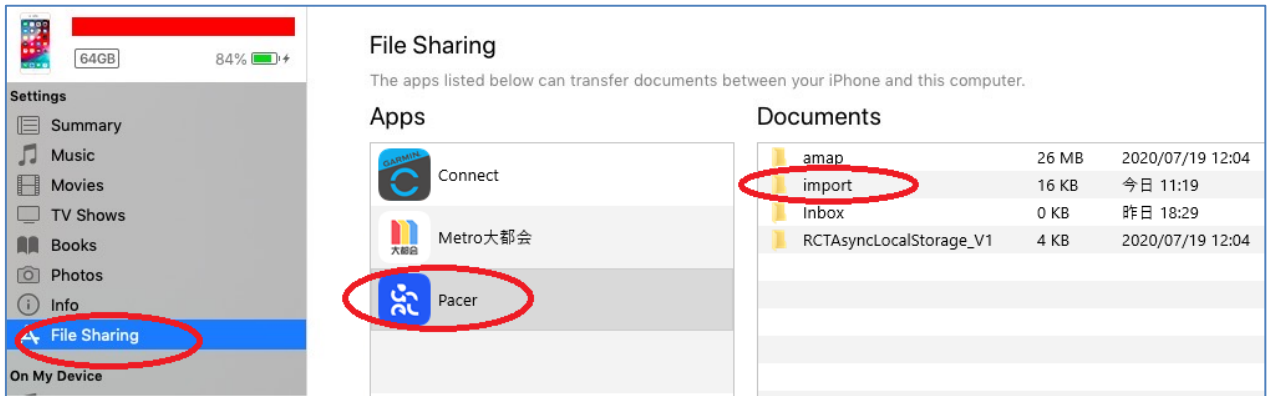 64GB
84%
Settings
Summary
Music
Movies
TV Shows
Books
Photos
Info
File Sharing
On My Device
File Sharing
The apps listed below can transfer documents between your iPhone and this computer.
Apps
GARMIN
Connect
大都会
Metro大都会
Pacer
Documents
amap 26 MB 2020/07/19 12:04
import 16 KB 今日 11:19
Inbox 0 KB 昨日 18:29
RCTAsyncLocalStorage_V1 4 KB 2020/07/19 12:04